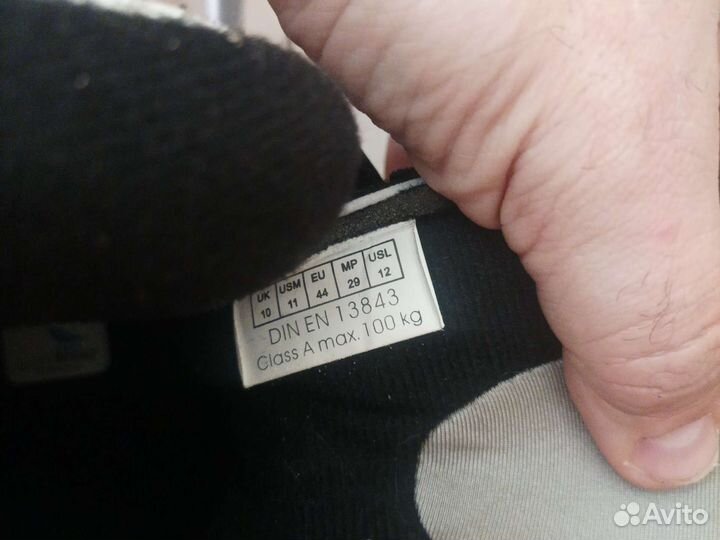 UK USM EU MP USL
10 11 44 29 12
DIN EN 13843
Class A max. 100 kg
Avito